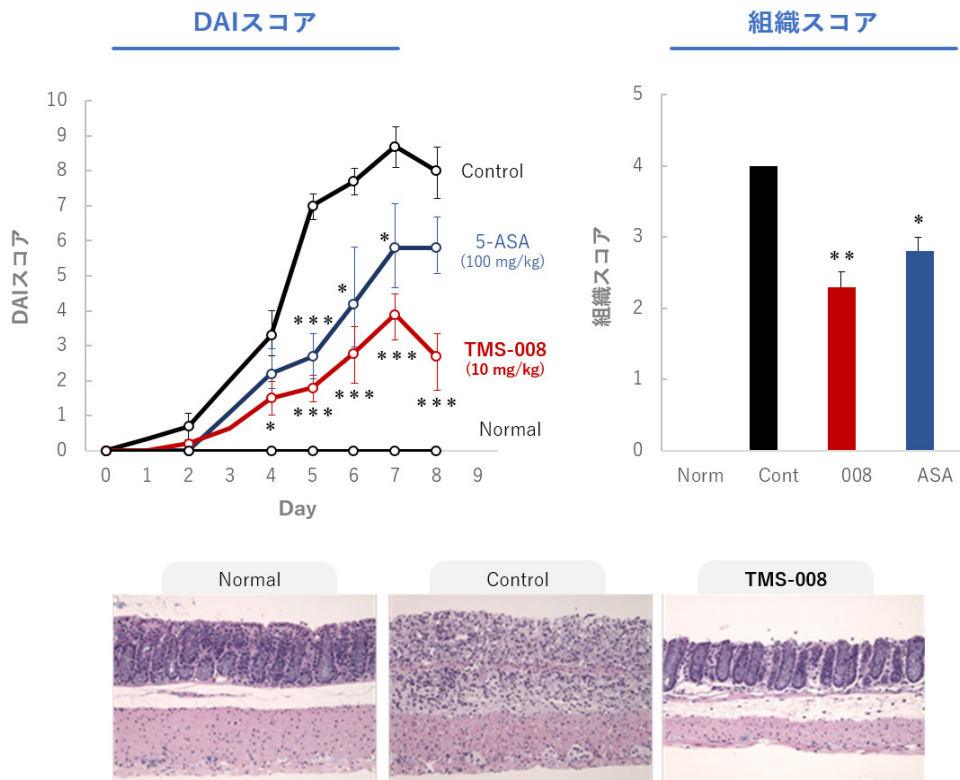 DAIスコア
組織スコア
DAIスコア
10
9
8
7
6
5
4
3
2
1
0
Control
5-ASA
(100 mg/kg)
TMS-008
(10 mg/kg)
Normal
*
***
*
*
*
***
***
***
***
0 1 2 3 4 5 6 7 8 9
Day
組織スコア
5
4
3
2
1
0
**
*
Norm Cont 008 ASA
Normal
Control
TMS-008